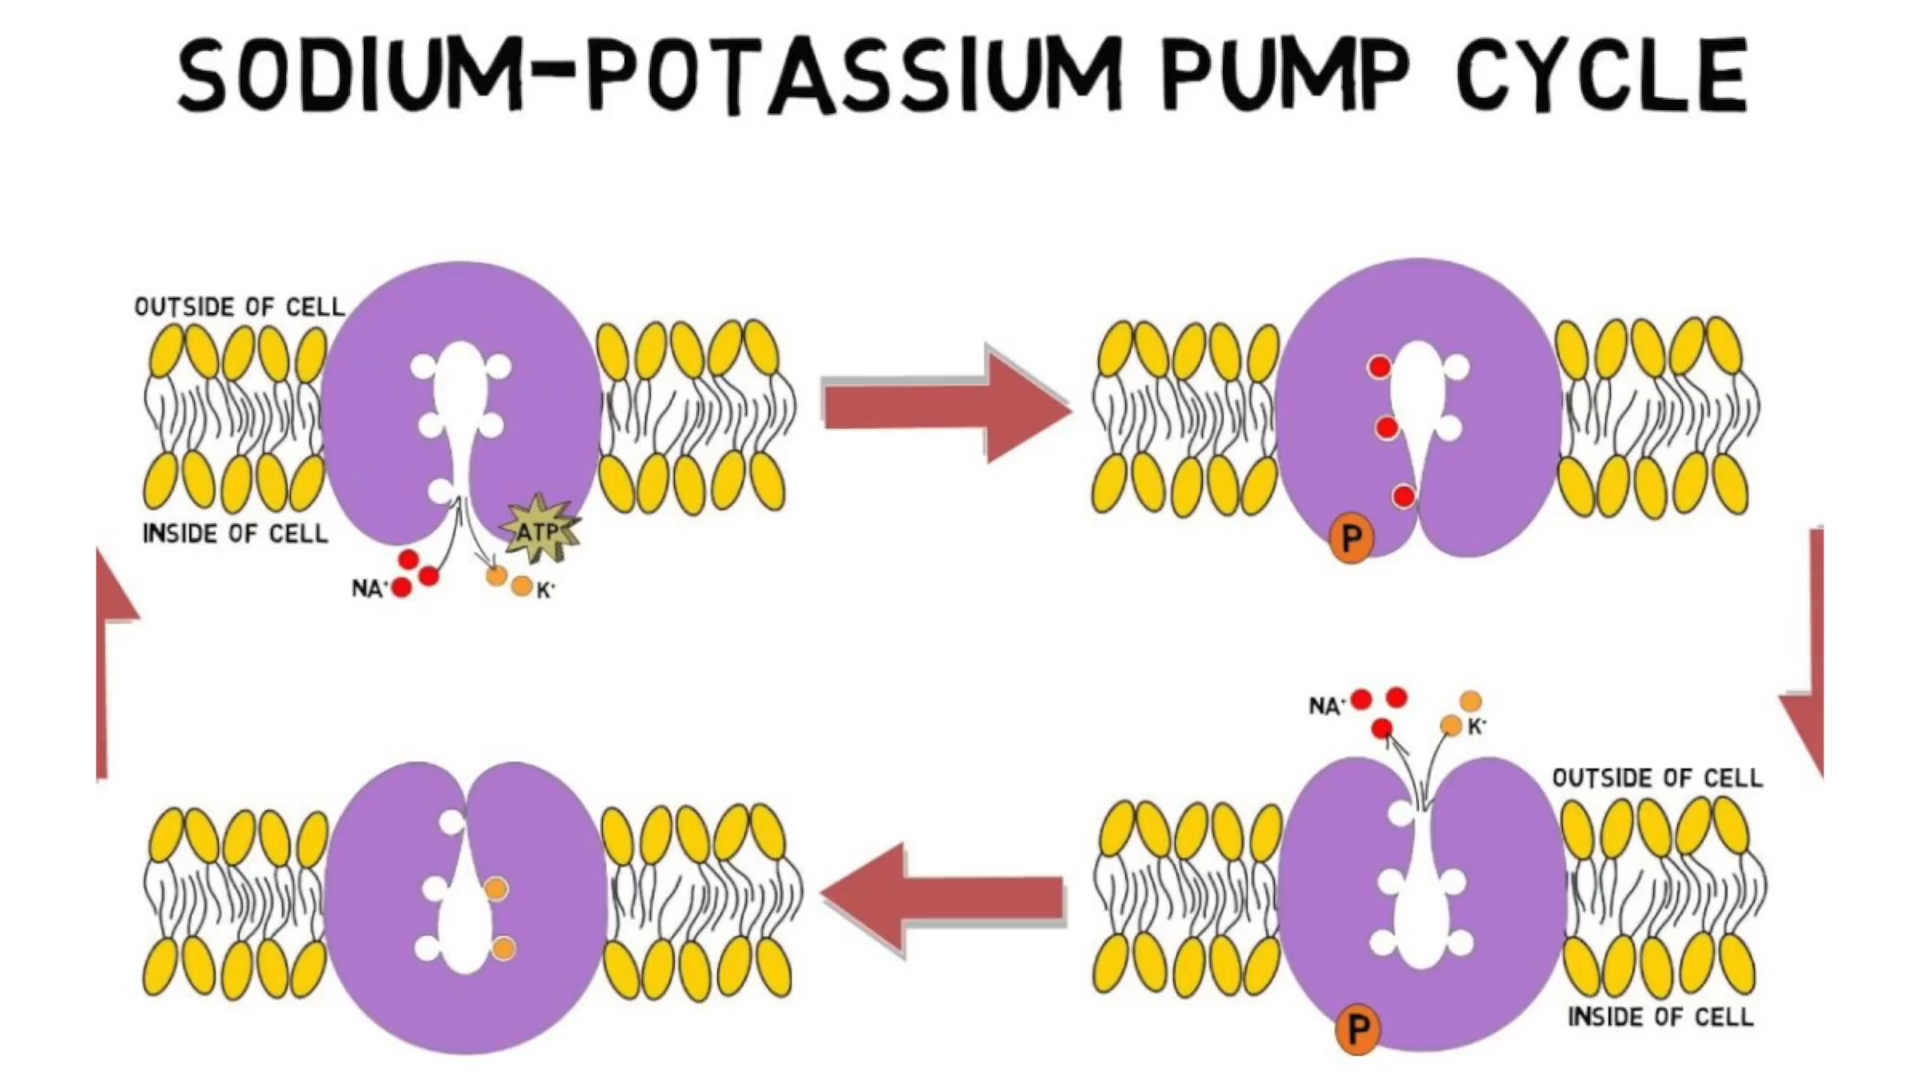 SODIUM-POTASSIUM PUMP CYCLE
OUTSIDE OF CELL
INSIDE OF CELL
ATP
NA⁺
K⁺
P
NA⁺
K⁺
OUTSIDE OF CELL
INSIDE OF CELL
P